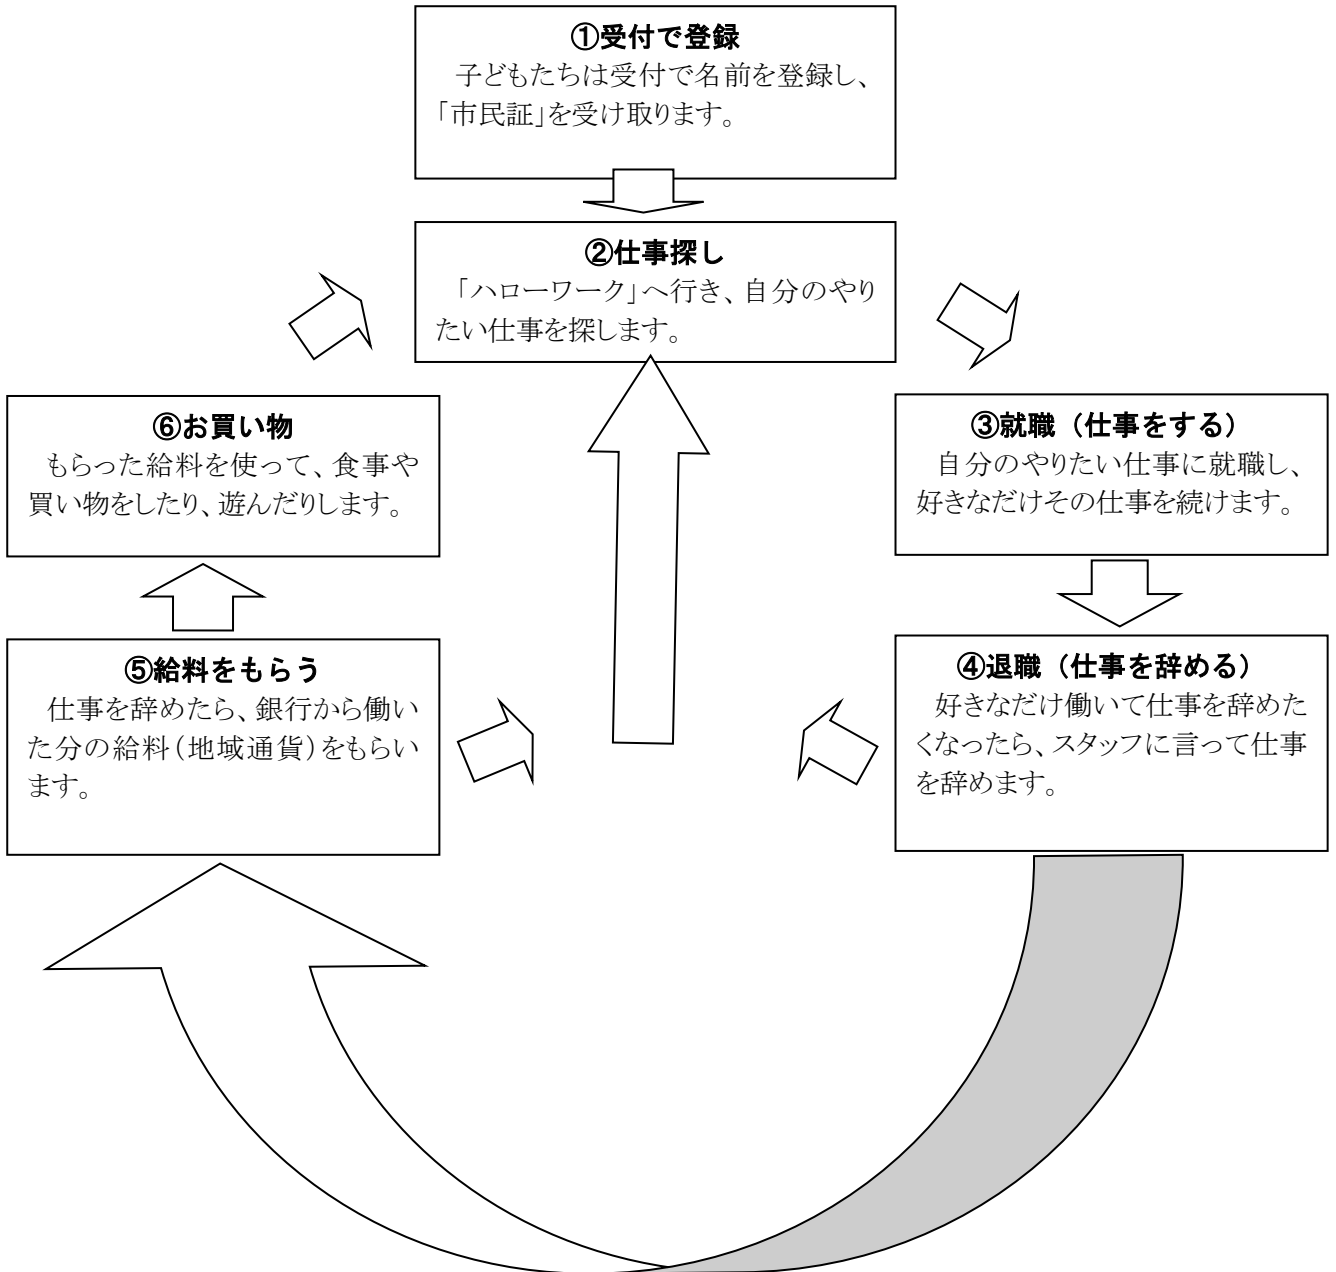 ①受付で登録
子どもたちは受付で名前を登録し、
「市民証」を受け取ります。
②仕事探し
「ハローワーク」へ行き、自分のやり
たい仕事を探します。
③就職（仕事をする）
自分のやりたい仕事に就職し、
好きなだけその仕事を続けます。
④退職（仕事を辞める）
好きなだけ働いて仕事を辞めた
くなったら、スタッフに言って仕事
を辞めます。
⑤給料をもらう
仕事を辞めたら、銀行から働い
た分の給料（地域通貨）をもらい
ます。
⑥お買い物
もらった給料を使って、食事や
買い物をしたり、遊んだりします。